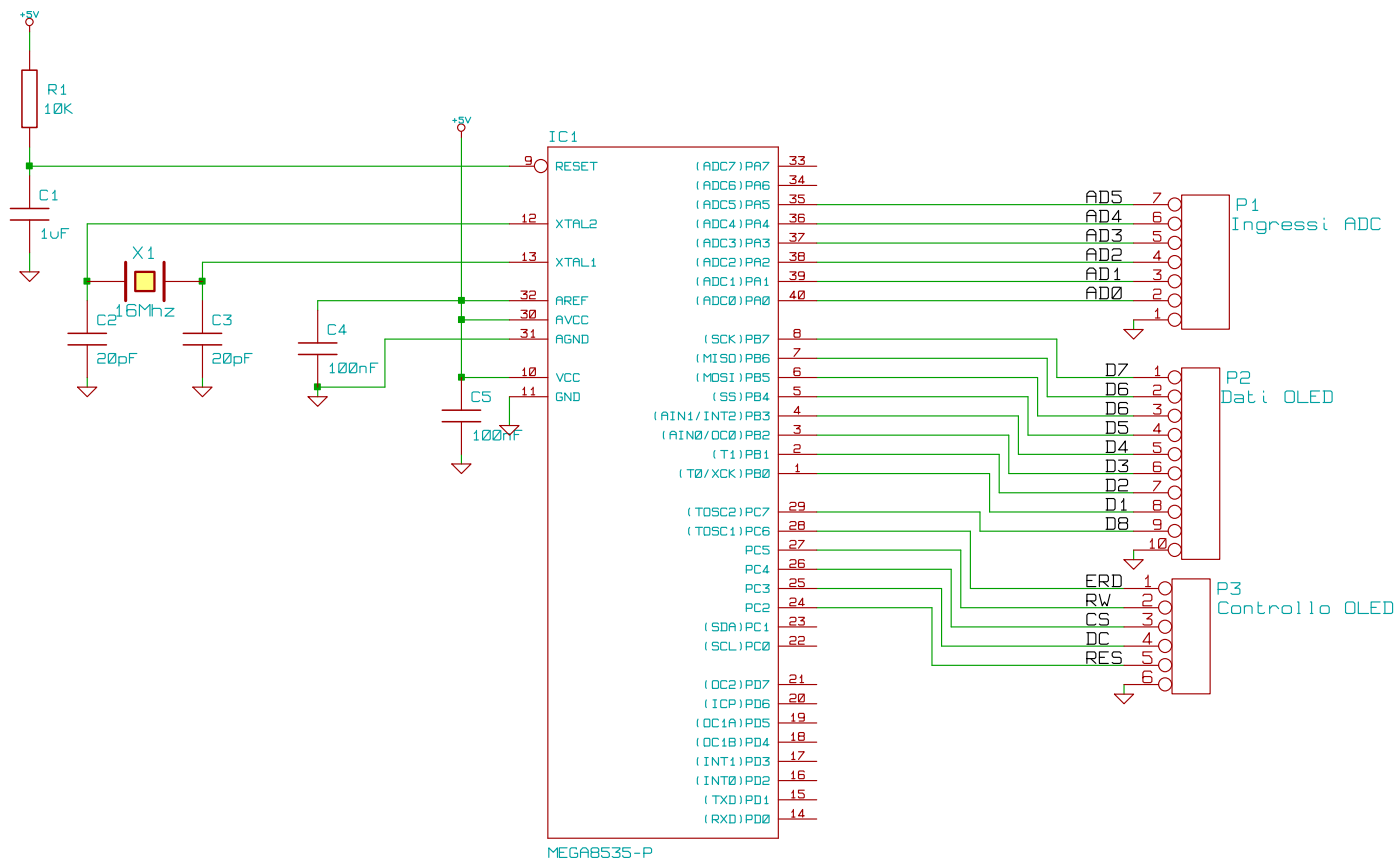 +5V
R1
10K
C1
1uF
X1
16Mhz
C2
20pF
C3
20pF
C4
100nF
+5V
C5
100nF
IC1
9 RESET
12 XTAL2
13 XTAL1
32 AREF
30 AVCC
31 AGND
10 VCC
11 GND
(ADC7)PA7 33
(ADC6)PA6 34
(ADC5)PA5 35
(ADC4)PA4 36
(ADC3)PA3 37
(ADC2)PA2 38
(ADC1)PA1 39
(ADC0)PA0 40
(SCK)PB7 8
(MISO)PB6 7
(MOSI)PB5 6
(SS)PB4 5
(AIN1/INT2)PB3 4
(AIN0/OC0)PB2 3
(T1)PB1 2
(T0/XCK)PB0 1
(TOSC2)PC7 29
(TOSC1)PC6 28
PC5 27
PC4 26
PC3 25
PC2 24
(SDA)PC1 23
(SCL)PC0 22
(OC2)PD7 21
(ICP)PD6 20
(OC1A)PD5 19
(OC1B)PD4 18
(INT1)PD3 17
(INT0)PD2 16
(TXD)PD1 15
(RXD)PD0 14
MEGA8535-P
AD5 7
AD4 6
AD3 5
AD2 4
AD1 3
AD0 2
1
P1
Ingressi ADC
D7 1
D6 2
D6 3
D5 4
D4 5
D3 6
D2 7
D1 8
D8 9
10
P2
Dati OLED
ERD 1
RW 2
CS 3
DC 4
RES 5
6
P3
Controllo OLED